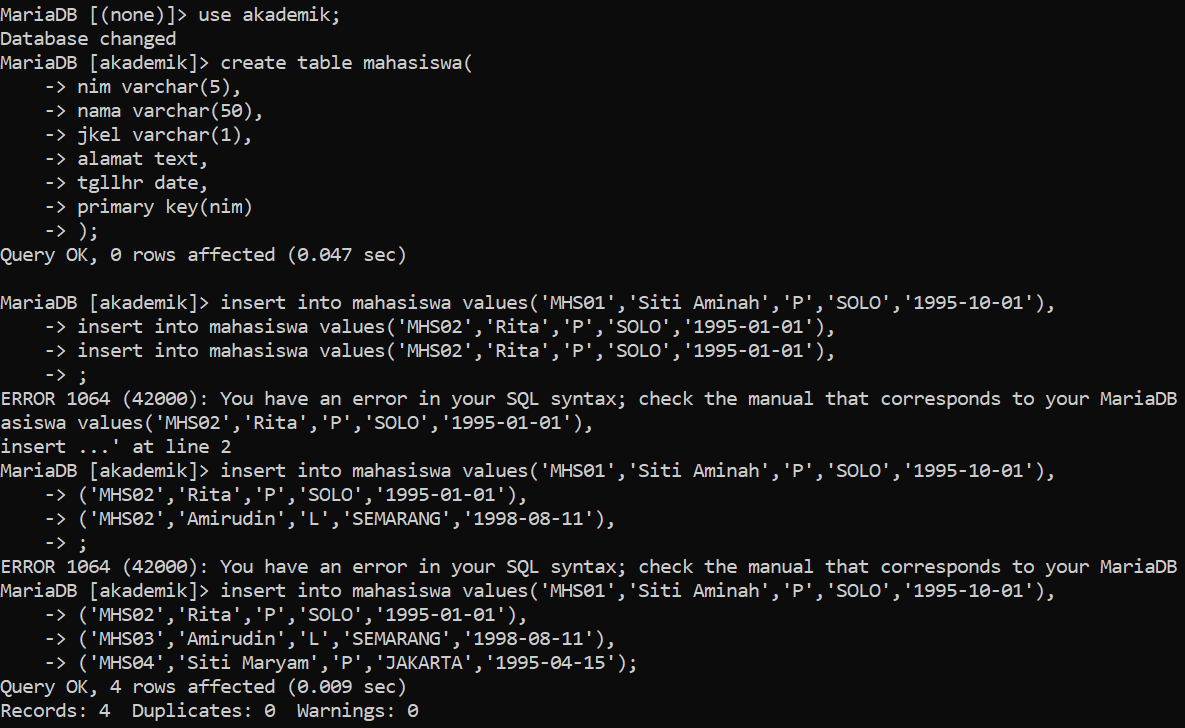 MariaDB [(none)]> use akademik;
Database changed
MariaDB [akademik]> create table mahasiswa(
    -> nim varchar(5),
    -> nama varchar(50),
    -> jkel varchar(1),
    -> alamat text,
    -> tgllhr date,
    -> primary key(nim)
    -> );
Query OK, 0 rows affected (0.047 sec)

MariaDB [akademik]> insert into mahasiswa values('MHS01','Siti Aminah','P','SOLO','1995-10-01'),
    -> insert into mahasiswa values('MHS02','Rita','P','SOLO','1995-01-01'),
    -> insert into mahasiswa values('MHS02','Rita','P','SOLO','1995-01-01'),
    -> ;
ERROR 1064 (42000): You have an error in your SQL syntax; check the manual that corresponds to your MariaDB
asiswa values('MHS02','Rita','P','SOLO','1995-01-01'),
insert ...' at line 2
MariaDB [akademik]> insert into mahasiswa values('MHS01','Siti Aminah','P','SOLO','1995-10-01'),
    -> ('MHS02','Rita','P','SOLO','1995-01-01'),
    -> ('MHS02','Amirudin','L','SEMARANG','1998-08-11'),
    -> ;
ERROR 1064 (42000): You have an error in your SQL syntax; check the manual that corresponds to your MariaDB
MariaDB [akademik]> insert into mahasiswa values('MHS01','Siti Aminah','P','SOLO','1995-10-01'),
    -> ('MHS02','Rita','P','SOLO','1995-01-01'),
    -> ('MHS03','Amirudin','L','SEMARANG','1998-08-11'),
    -> ('MHS04','Siti Maryam','P','JAKARTA','1995-04-15');
Query OK, 4 rows affected (0.009 sec)
Records: 4  Duplicates: 0  Warnings: 0